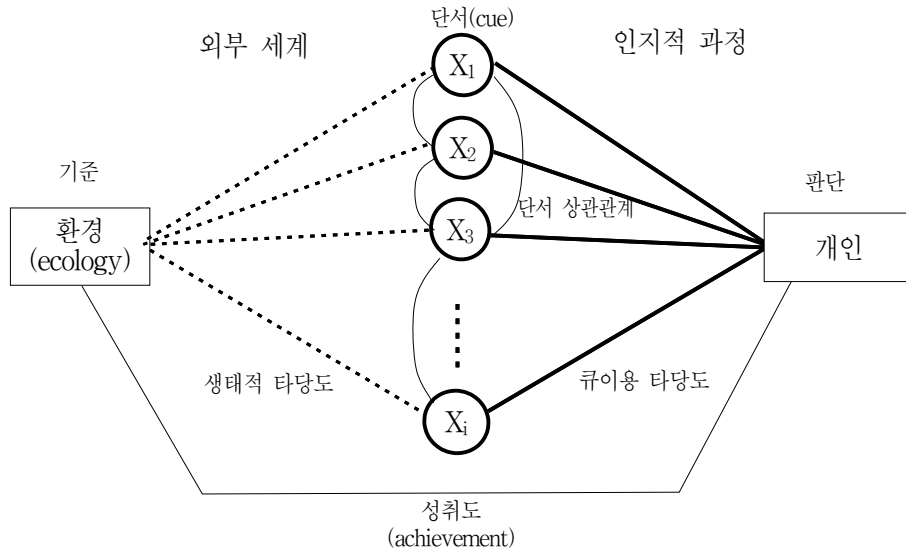 단서(cue)
외부 세계
인지적 과정
X₁
X₂
기준
판단
단서 상관관계
환경
(ecology)
X₃
개인
생태적 타당도
큐이용 타당도
Xᵢ
성취도
(achievement)